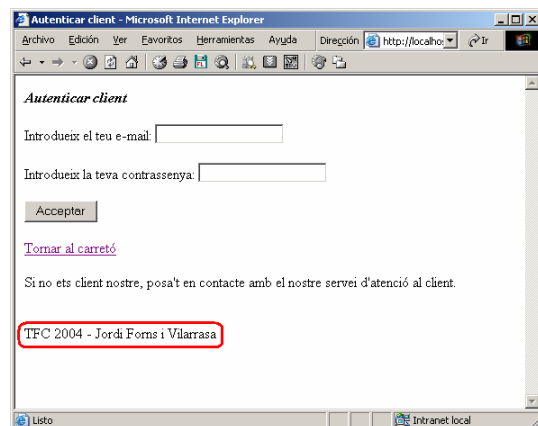 Autenticar client - Microsoft Internet Explorer
Archivo Edición Ver Favoritos Herramientas Ayuda Dirección http://localho: Ir
Autenticar client
Introdueix el teu e-mail:
Introdueix la teva contrassenya:
Acceptar
Tornar al carretó
Si no ets client nostre, posa't en contacte amb el nostre servei d'atenció al client.
TFC 2004 - Jordi Forns i Vilarrasa
Listo Intranet local